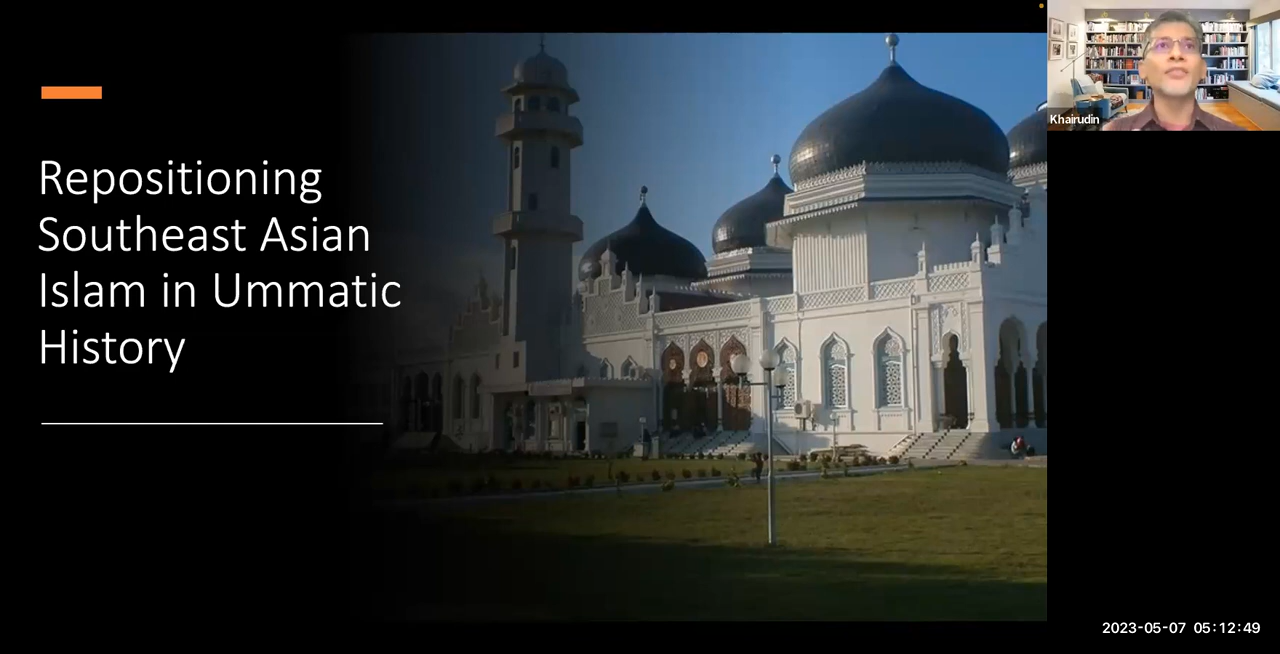 Repositioning
Southeast Asian
Islam in Ummatic
History
Khairudin
2023-05-07 05:12:49